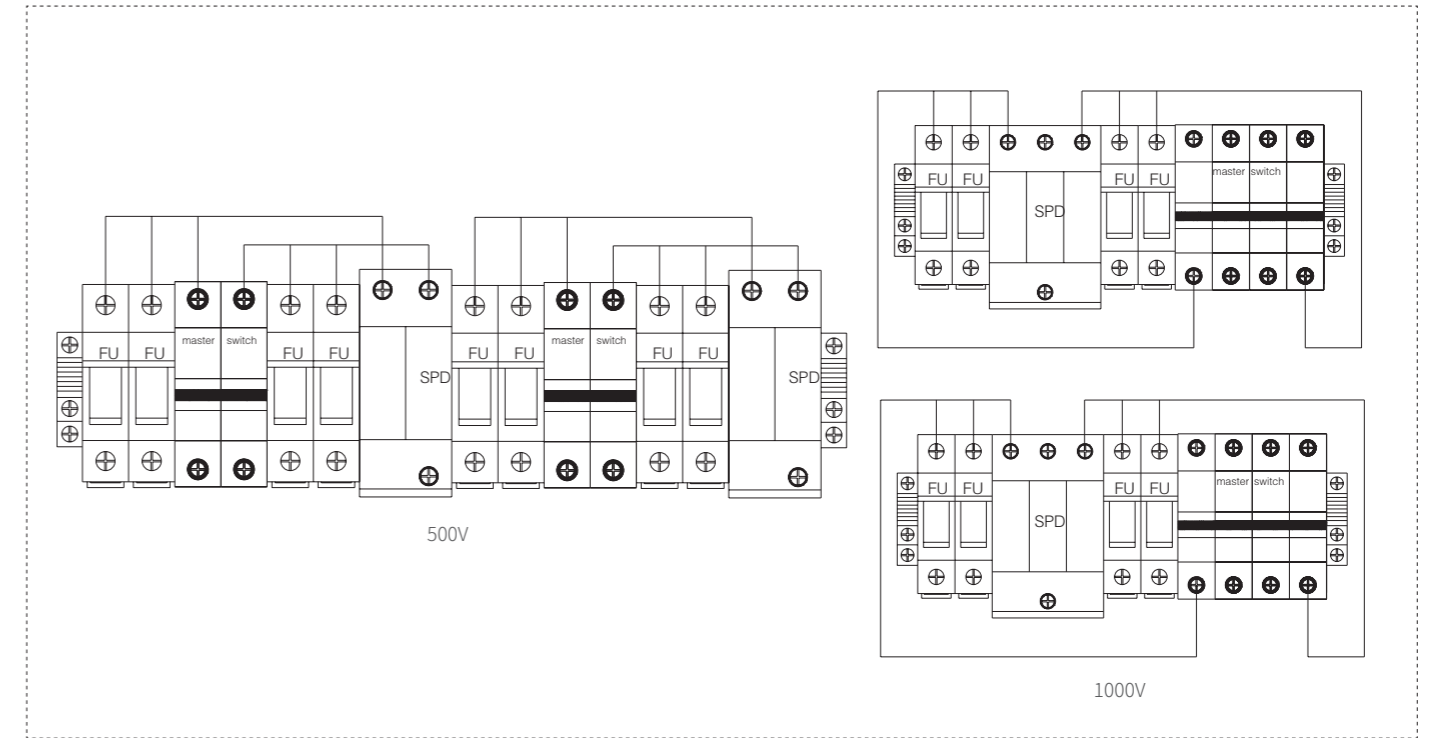 FU FU master switch FU FU SPD FU FU master switch FU FU SPD
500V
FU FU SPD FU FU master switch
FU FU SPD FU FU master switch
1000V